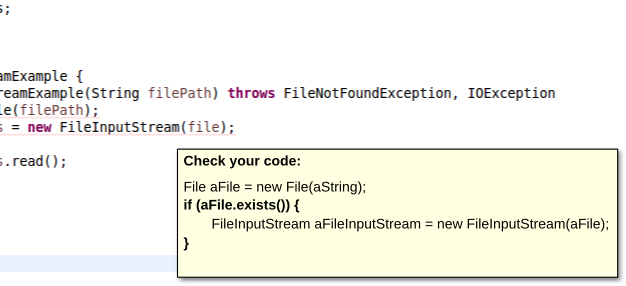 s;
amExample {
reamExample(String filePath) throws FileNotFoundException, IOException
le(filePath);
s = new FileInputStream(file);
s.read();
Check your code:
File aFile = new File(aString);
if (aFile.exists()) {
FileInputStream aFileInputStream = new FileInputStream(aFile);
}